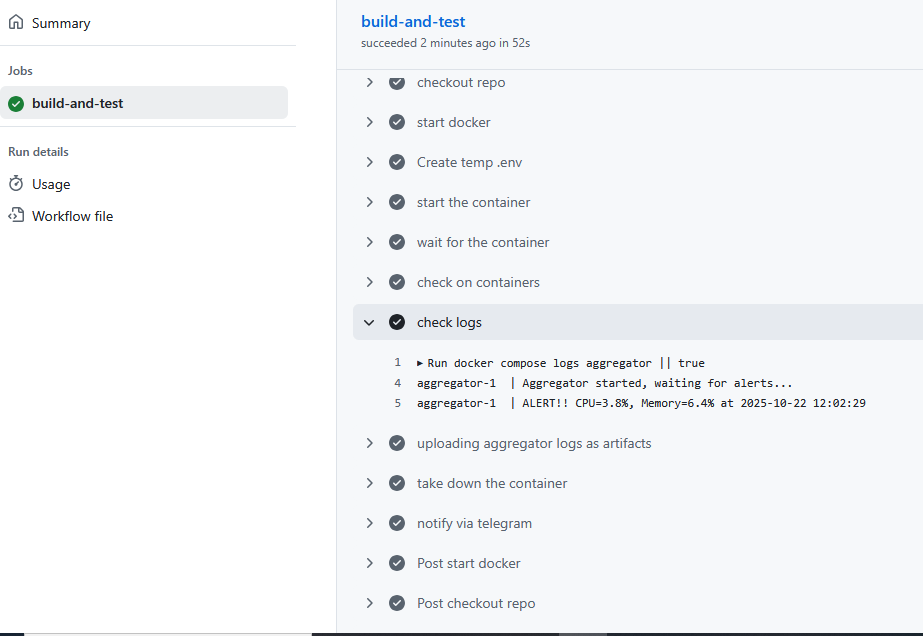 Summary
Jobs
build-and-test
Run details
Usage
Workflow file
build-and-test
succeeded 2 minutes ago in 52s
checkout repo
start docker
Create temp .env
start the container
wait for the container
check on containers
check logs
1 ▸ Run docker compose logs aggregator || true
4 aggregator-1 | Aggregator started, waiting for alerts...
5 aggregator-1 | ALERT!! CPU=3.8%, Memory=6.4% at 2025-10-22 12:02:29
uploading aggregator logs as artifacts
take down the container
notify via telegram
Post start docker
Post checkout repo